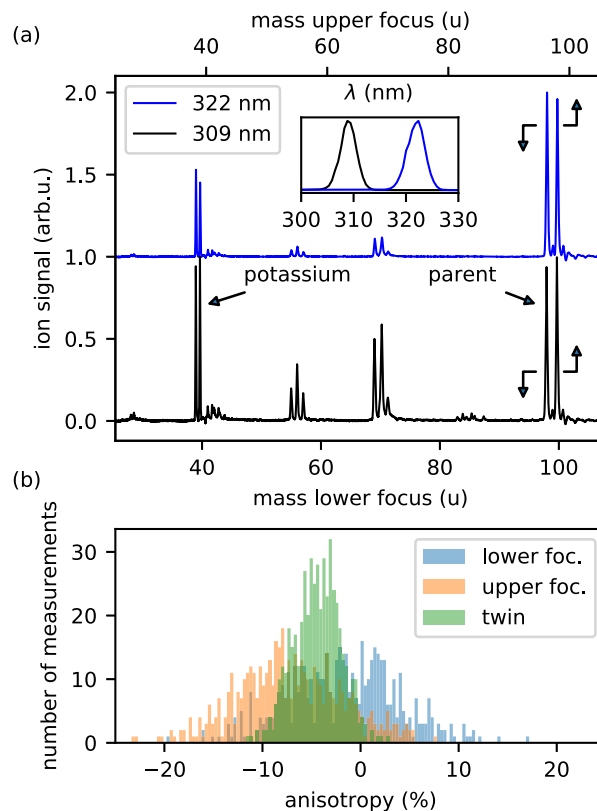 (a)
mass upper focus (u)
40 60 80 100
322 nm
309 nm
λ (nm)
300 310 320 330
ion signal (arb.u.)
2.0
1.5
1.0
0.5
0.0
potassium
parent
40 60 80 100
mass lower focus (u)
(b)
number of measurements
30
20
10
0
lower foc.
upper foc.
twin
−20 −10 0 10 20
anisotropy (%)